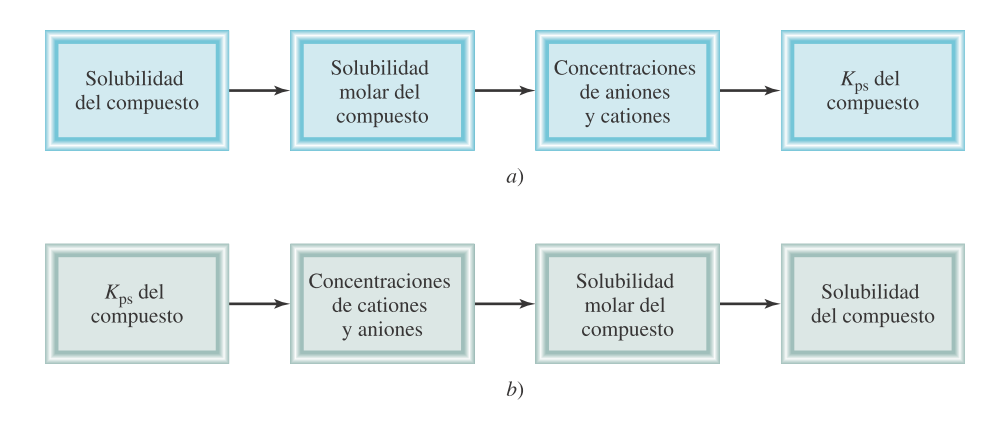 Solubilidad
del compuesto
Solubilidad
molar del
compuesto
Concentraciones
de aniones
y cationes
Kps del
compuesto
a)
Kps del
compuesto
Concentraciones
de cationes
y aniones
Solubilidad
molar del
compuesto
Solubilidad
del compuesto
b)